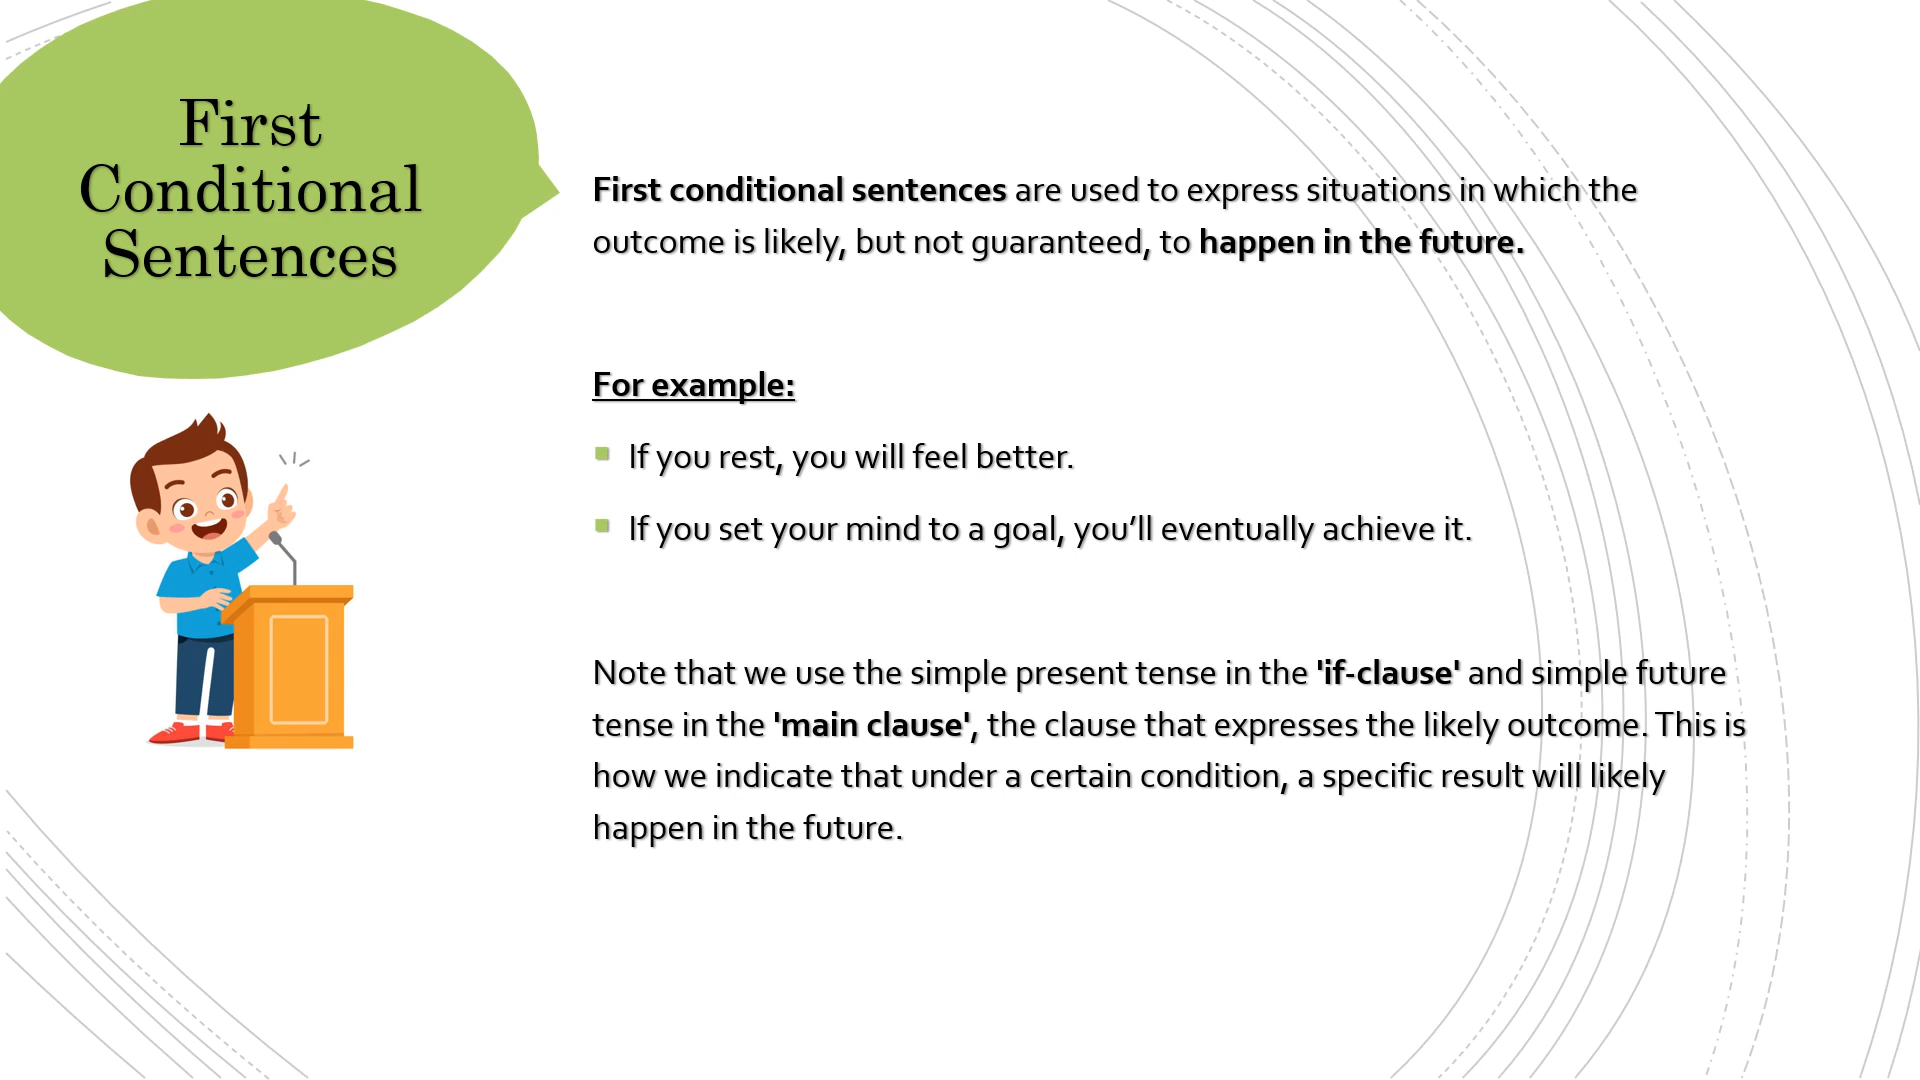 First
Conditional
Sentences
First conditional sentences are used to express situations in which the
outcome is likely, but not guaranteed, to happen in the future.
For example:
If you rest, you will feel better.
If you set your mind to a goal, you’ll eventually achieve it.
Note that we use the simple present tense in the 'if-clause' and simple future
tense in the 'main clause', the clause that expresses the likely outcome. This is
how we indicate that under a certain condition, a specific result will likely
happen in the future.